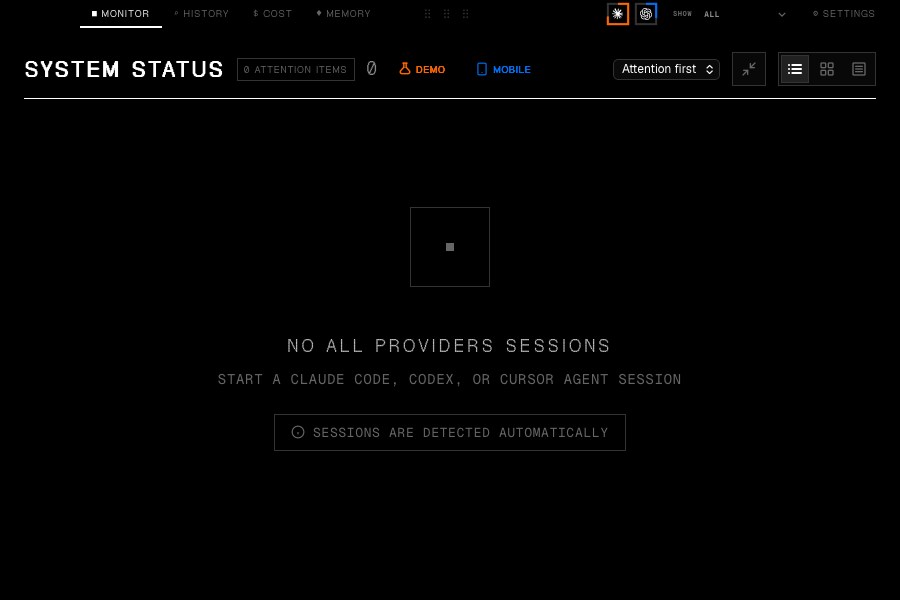 MONITOR HISTORY $ COST MEMORY SHOW ALL SETTINGS
SYSTEM STATUS 0 ATTENTION ITEMS 0 DEMO MOBILE Attention first
NO ALL PROVIDERS SESSIONS
START A CLAUDE CODE, CODEX, OR CURSOR AGENT SESSION
SESSIONS ARE DETECTED AUTOMATICALLY